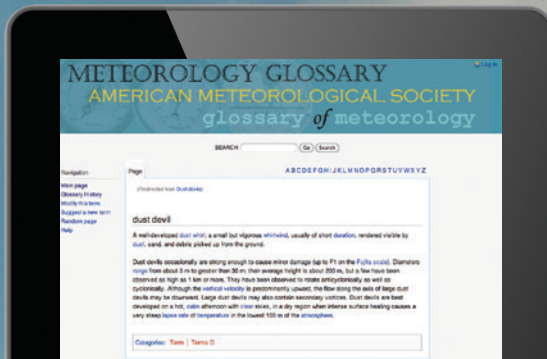 Log in
METEOROLOGY GLOSSARY
AMERICAN METEOROLOGICAL SOCIETY
glossary of meteorology
SEARCH Go Search
Navigation
Main page
Glossary History
Modify this term
Suggest a new term
Random page
Help
Page
A B C D E F G H I J K L M N O P Q R S T U V W X Y Z
(Redirected from Dust devils)
dust devil
A well-developed dust whirl; a small but vigorous whirlwind, usually of short duration, rendered visible by
dust, sand, and debris picked up from the ground.
Dust devils occasionally are strong enough to cause minor damage (up to F1 on the Fujita scale). Diameters
range from about 3 m to greater than 30 m; their average height is about 200 m, but a few have been
observed as high as 1 km or more. They have been observed to rotate anticyclonically as well as
cyclonically. Although the vertical velocity is predominantly upward, the flow along the axis of large dust
devils may be downward. Large dust devils may also contain secondary vortices. Dust devils are best
developed on a hot, calm afternoon with clear skies, in a dry region when intense surface heating causes a
very steep lapse rate of temperature in the lowest 100 m of the atmosphere.
Categories: Term | Terms D